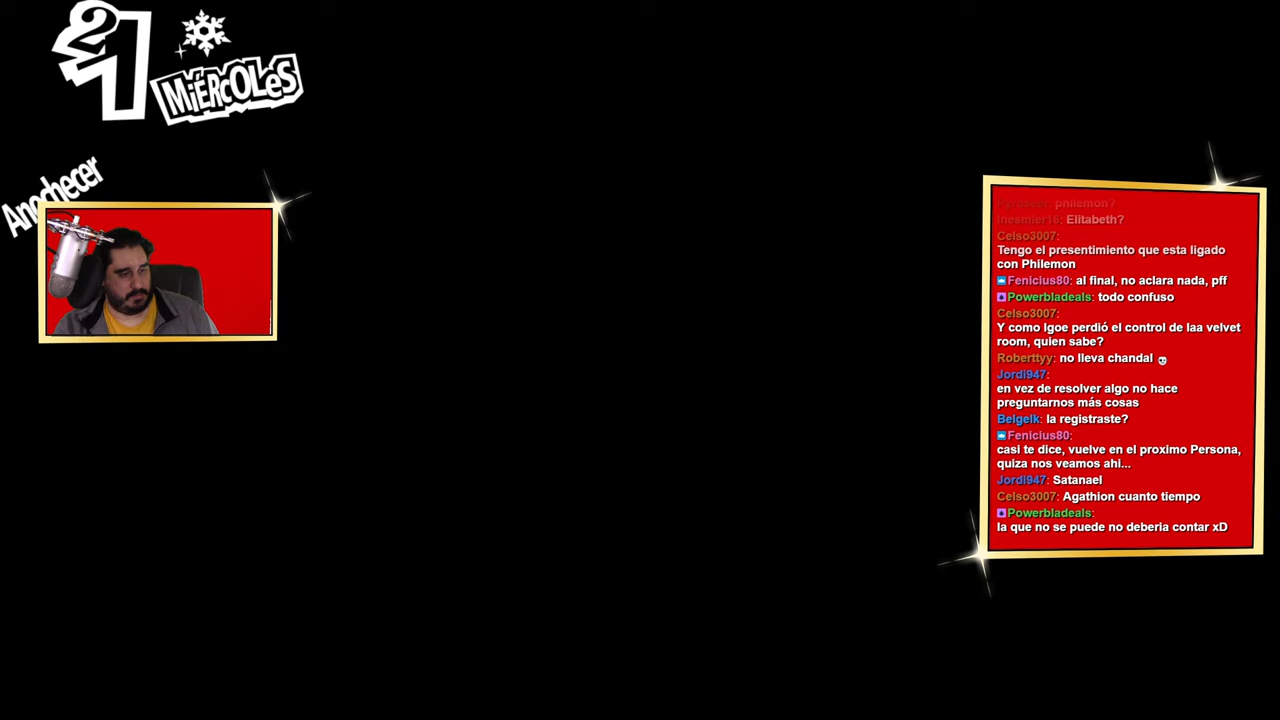 21
MiÉRcOLeS
Anochecer
Pyroseer: philemon?
Inesmier16: Elitabeth?
Celso3007:
Tengo el presentimiento que esta ligado
con Philemon
Fenicius80: al final, no aclara nada, pff
Powerbladeals: todo confuso
Celso3007:
Y como Igoe perdió el control de laa velvet
room, quien sabe?
Roberttyy: no lleva chandal
Jordi947:
en vez de resolver algo no hace
preguntarnos más cosas
Belgelk: la registraste?
Fenicius80:
casi te dice, vuelve en el proximo Persona,
quiza nos veamos ahi...
Jordi947: Satanael
Celso3007: Agathion cuanto tiempo
Powerbladeals:
la que no se puede no deberia contar xD